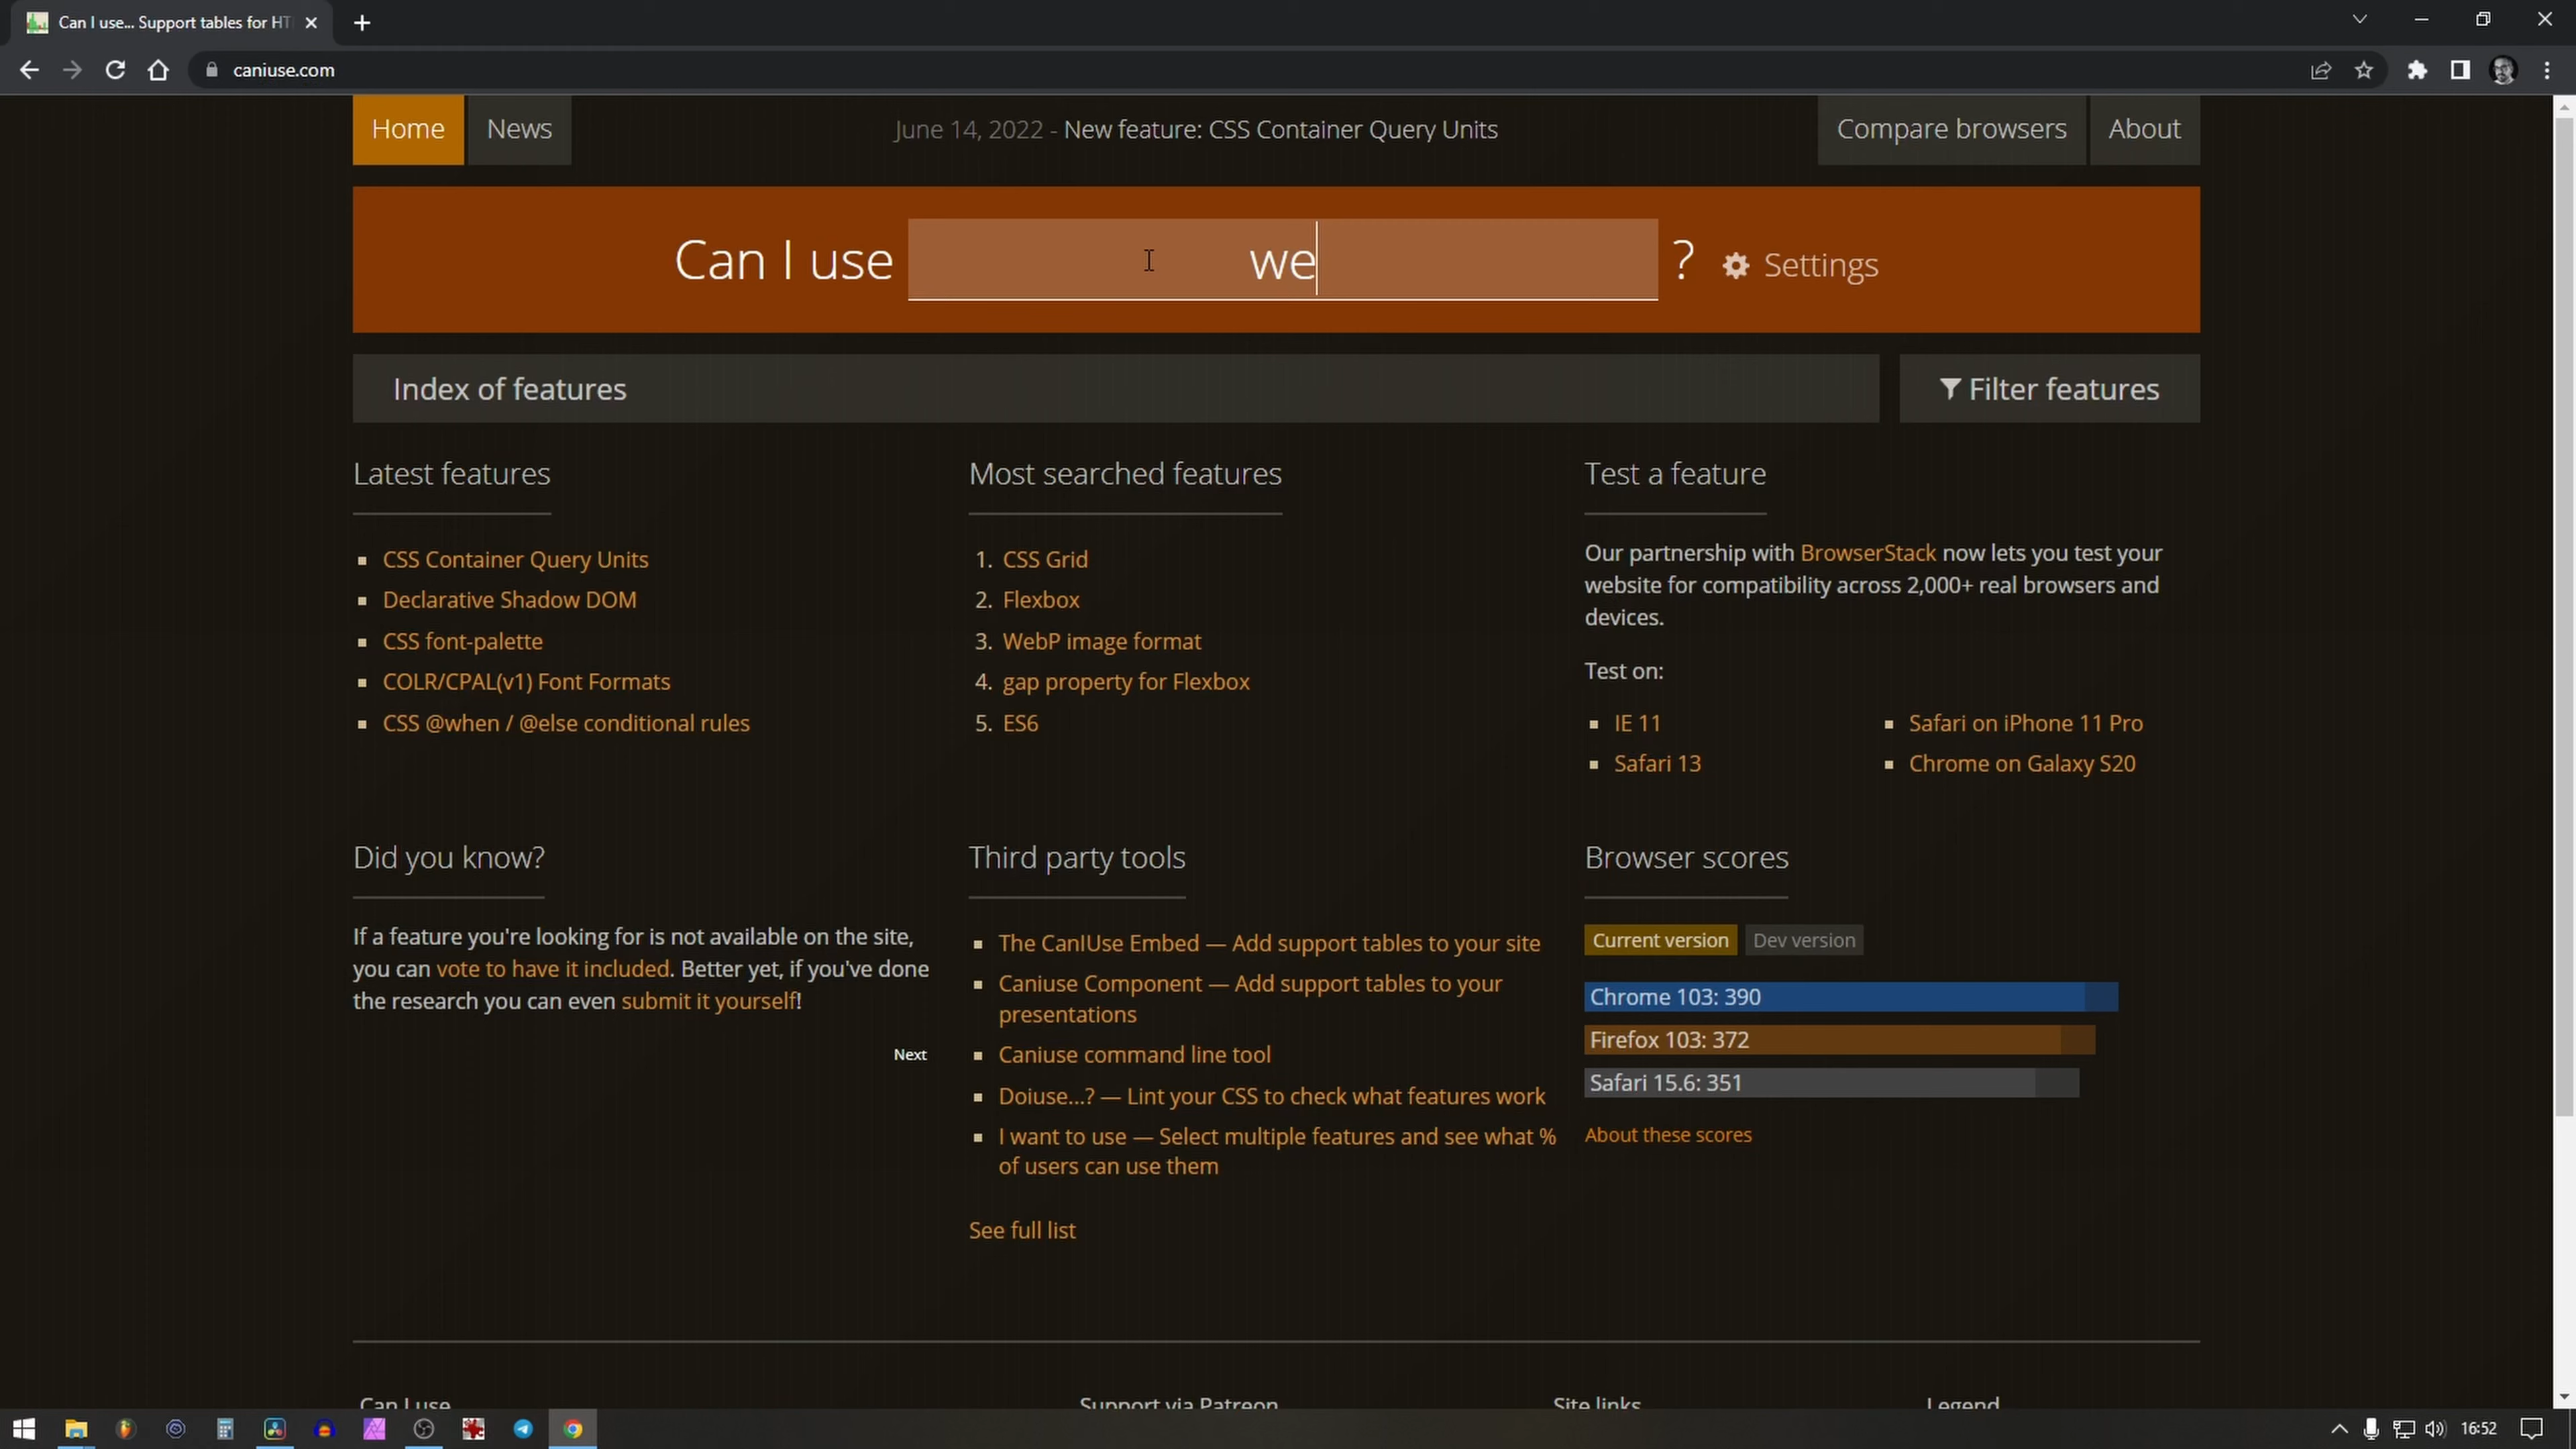 Can I use... Support tables for HT
caniuse.com
Home
News
June 14, 2022 - New feature: CSS Container Query Units
Compare browsers
About
Can I use we ?
Settings
Index of features
Filter features
Latest features
CSS Container Query Units
Declarative Shadow DOM
CSS font-palette
COLR/CPAL(v1) Font Formats
CSS @when / @else conditional rules
Most searched features
1. CSS Grid
2. Flexbox
3. WebP image format
4. gap property for Flexbox
5. ES6
Test a feature
Our partnership with BrowserStack now lets you test your
website for compatibility across 2,000+ real browsers and
devices.
Test on:
IE 11
Safari 13
Safari on iPhone 11 Pro
Chrome on Galaxy S20
Did you know?
If a feature you're looking for is not available on the site,
you can vote to have it included. Better yet, if you've done
the research you can even submit it yourself!
Next
Third party tools
The CanIUse Embed — Add support tables to your site
Caniuse Component — Add support tables to your
presentations
Caniuse command line tool
Doiuse...? — Lint your CSS to check what features work
I want to use — Select multiple features and see what %
of users can use them
See full list
Browser scores
Current version
Dev version
Chrome 103: 390
Firefox 103: 372
Safari 15.6: 351
About these scores
Can I use
Support via Patreon
Site links
Legend
16:52